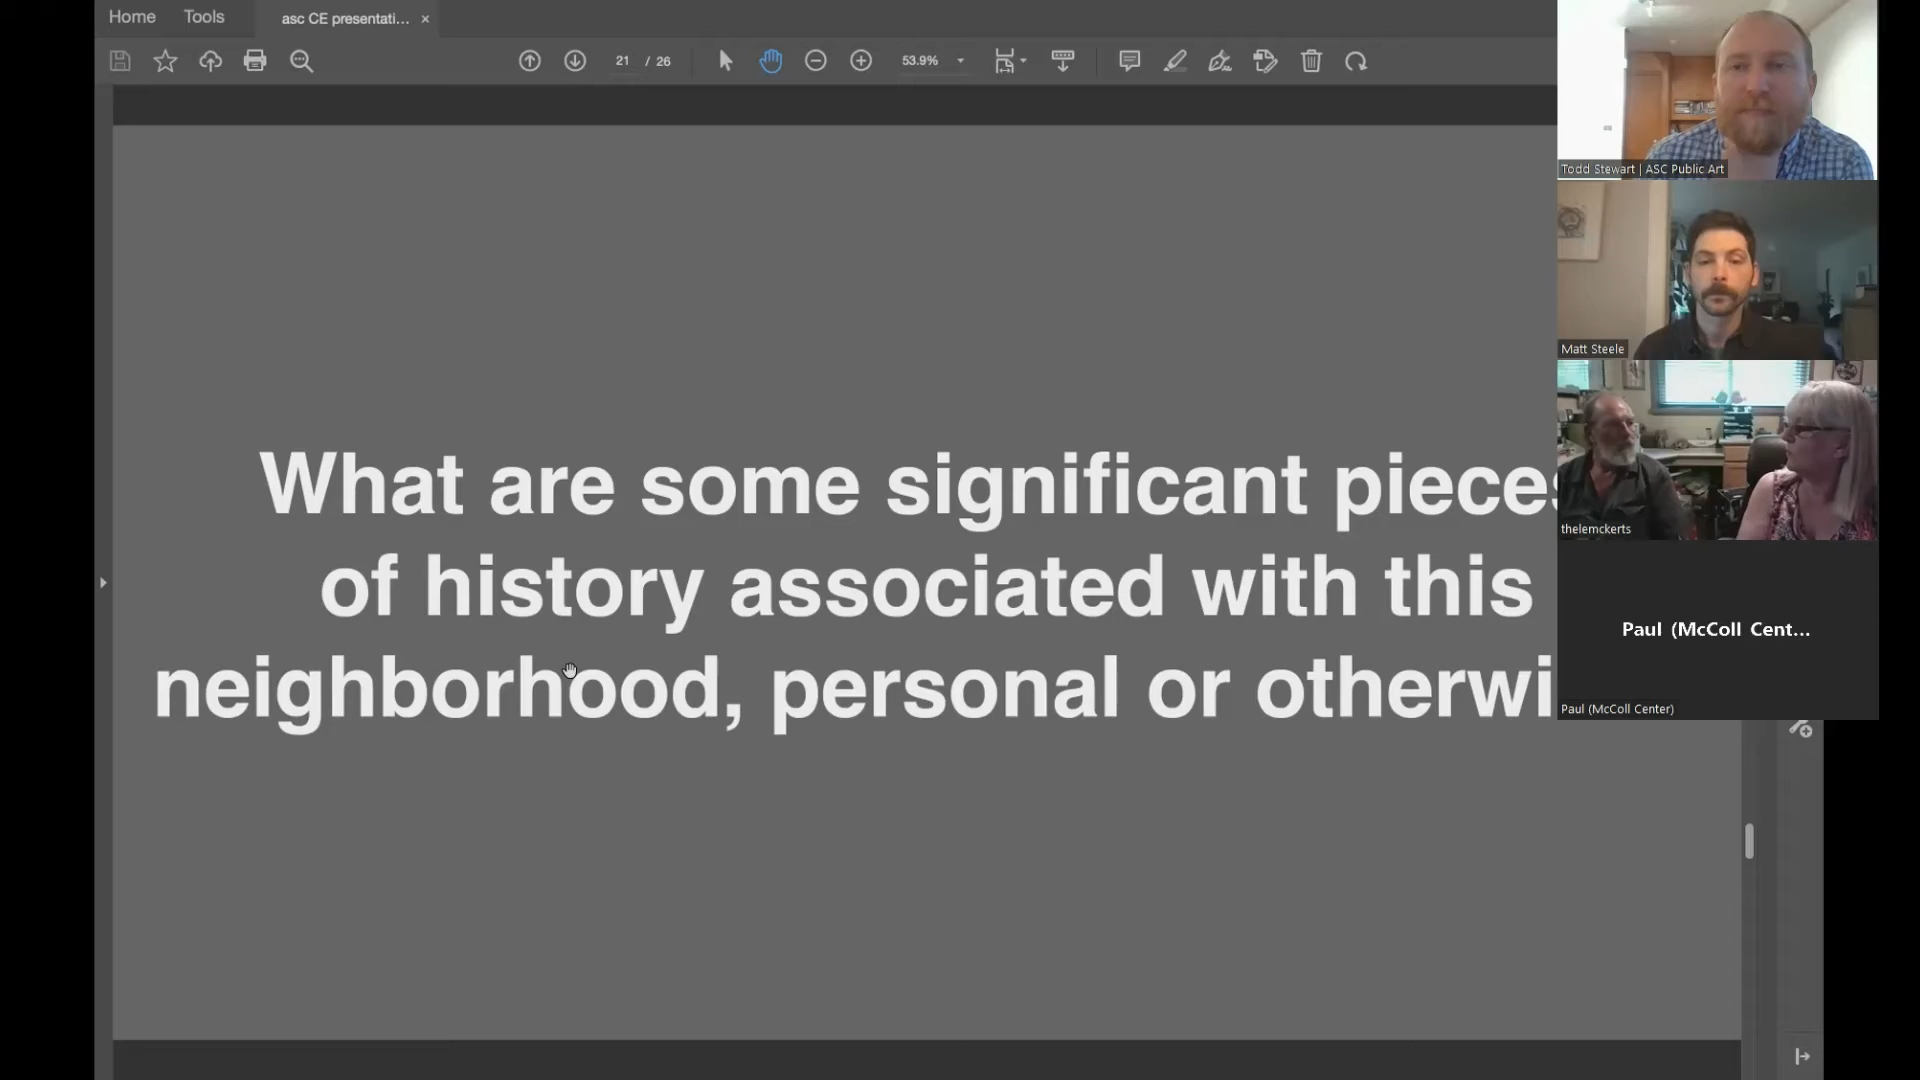 Home Tools asc CE presentati... ×
21 / 26 53.9%
What are some significant pieces
of history associated with this
neighborhood, personal or otherwi
Todd Stewart | ASC Public Art
Matt Steele
thelemckerts
Paul (McColl Cent...
Paul (McColl Center)